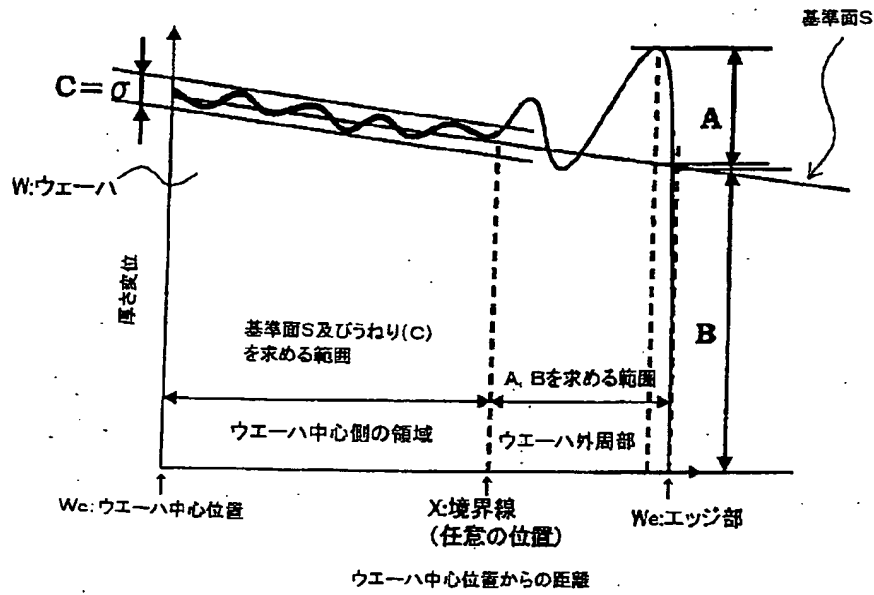 基準面S
C=σ
A
W:ウェーハ
厚さ変位
B
基準面S及びうねり(C)
を求める範囲
A, Bを求める範囲
ウエーハ中心側の領域
ウエーハ外周部
Wc:ウエーハ中心位置
X:境界線
(任意の位置)
We:エッジ部
ウエーハ中心位置からの距離